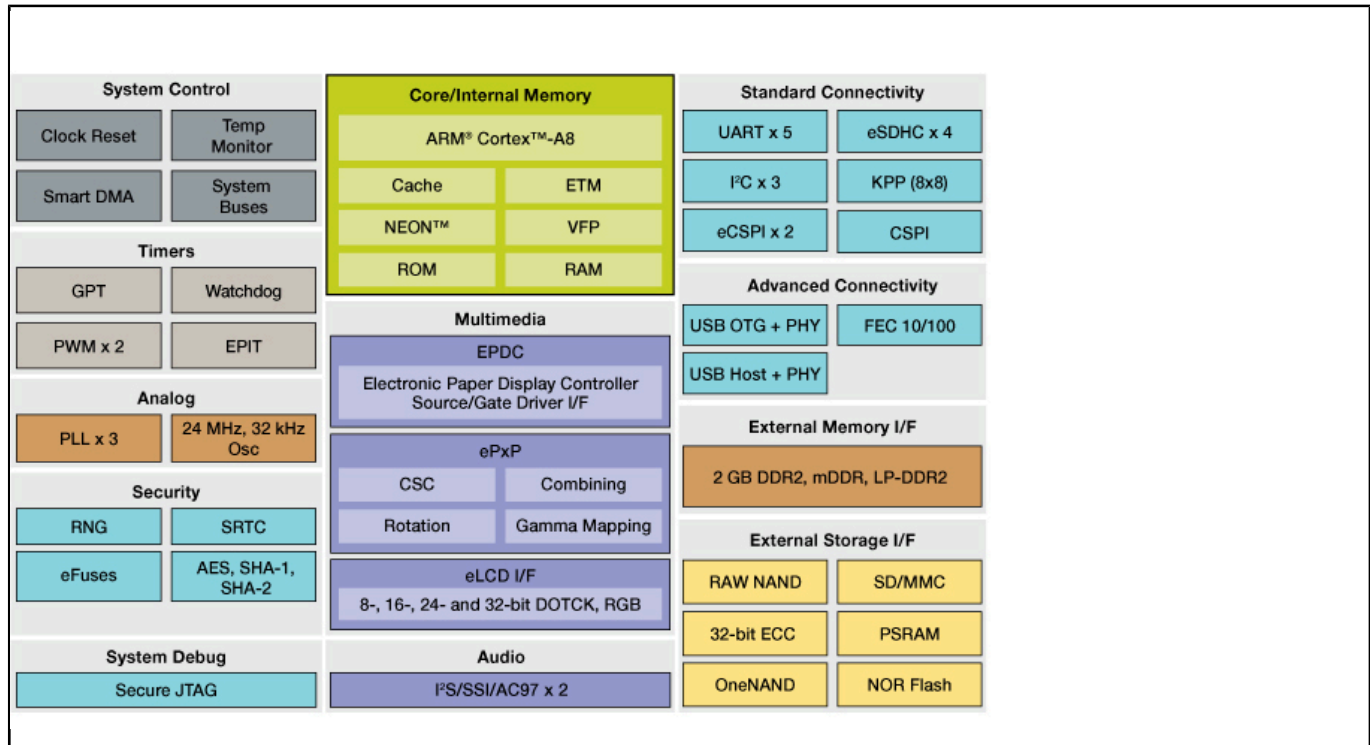 System Control
Clock Reset
Temp
Monitor
Smart DMA
System
Buses
Timers
GPT
Watchdog
PWM x 2
EPIT
Analog
PLL x 3
24 MHz, 32 kHz
Osc
Security
RNG
SRTC
eFuses
AES, SHA-1,
SHA-2
System Debug
Secure JTAG
Core/Internal Memory
ARM® Cortex™-A8
Cache
ETM
NEON™
VFP
ROM
RAM
Multimedia
EPDC
Electronic Paper Display Controller
Source/Gate Driver I/F
ePxP
CSC
Combining
Rotation
Gamma Mapping
eLCD I/F
8-, 16-, 24- and 32-bit DOTCK, RGB
Audio
I²S/SSI/AC97 x 2
Standard Connectivity
UART x 5
eSDHC x 4
I²C x 3
KPP (8x8)
eCSPI x 2
CSPI
Advanced Connectivity
USB OTG + PHY
FEC 10/100
USB Host + PHY
External Memory I/F
2 GB DDR2, mDDR, LP-DDR2
External Storage I/F
RAW NAND
SD/MMC
32-bit ECC
PSRAM
OneNAND
NOR Flash